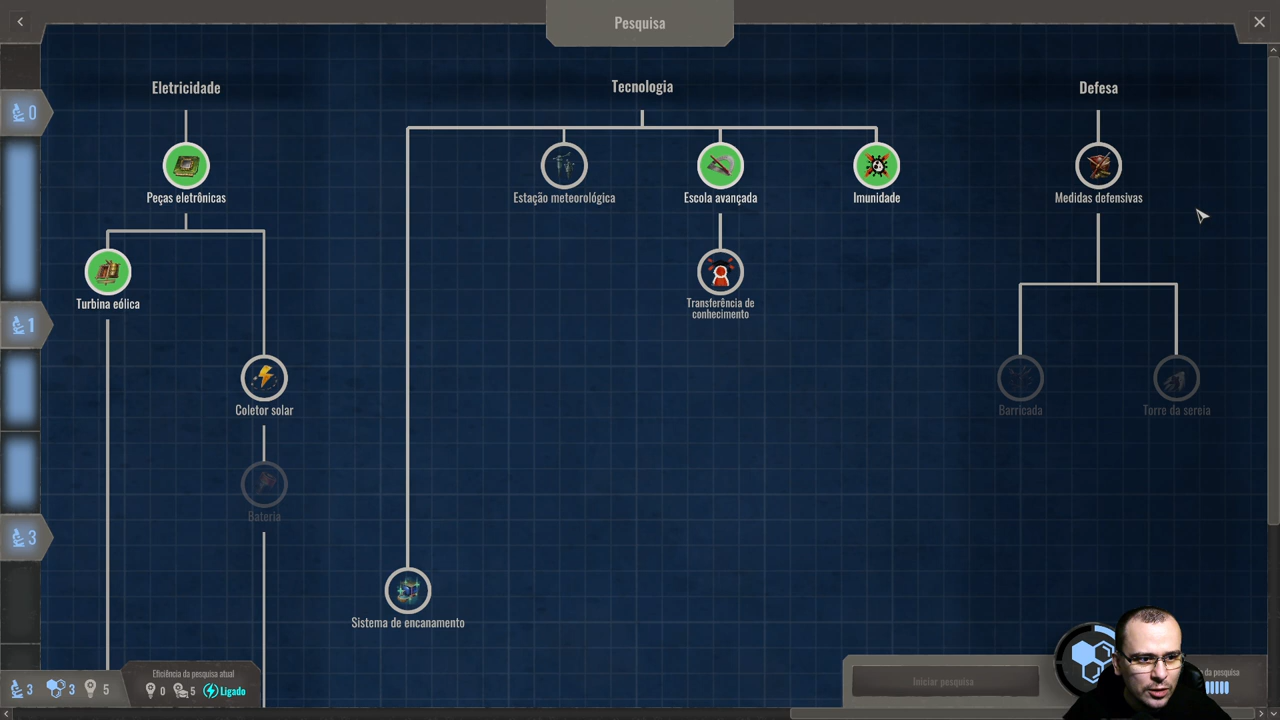 Pesquisa
Eletricidade
Tecnologia
Defesa
0
Peças eletrônicas
Estação meteorológica
Escola avançada
Imunidade
Medidas defensivas
Turbina eólica
Transferência de
conhecimento
1
Coletor solar
Barricada
Torre da sereia
Bateria
3
Sistema de encanamento
Eficiência da pesquisa atual
3 3 5
0 5 Ligado
Iniciar pesquisa
da pesquisa